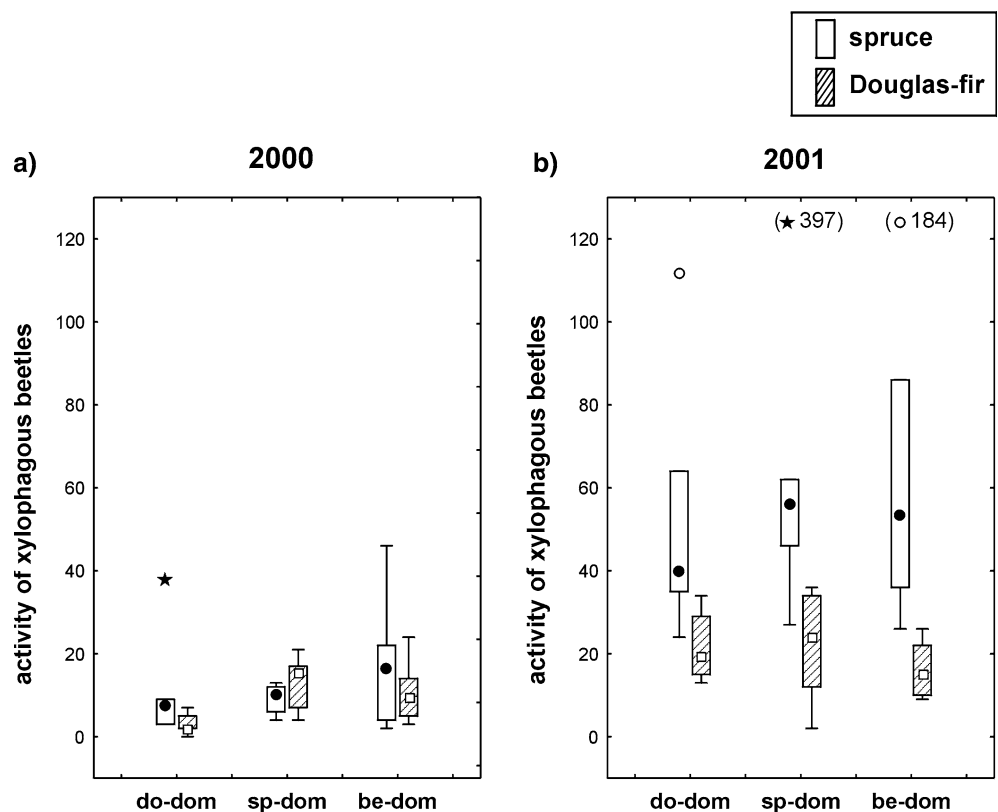 spruce
Douglas-fir
a)
2000
b)
2001
activity of xylophagous beetles
120
100
80
60
40
20
0
do-dom
sp-dom
be-dom
activity of xylophagous beetles
120
100
80
60
40
20
0
(★ 397)
(○ 184)
do-dom
sp-dom
be-dom